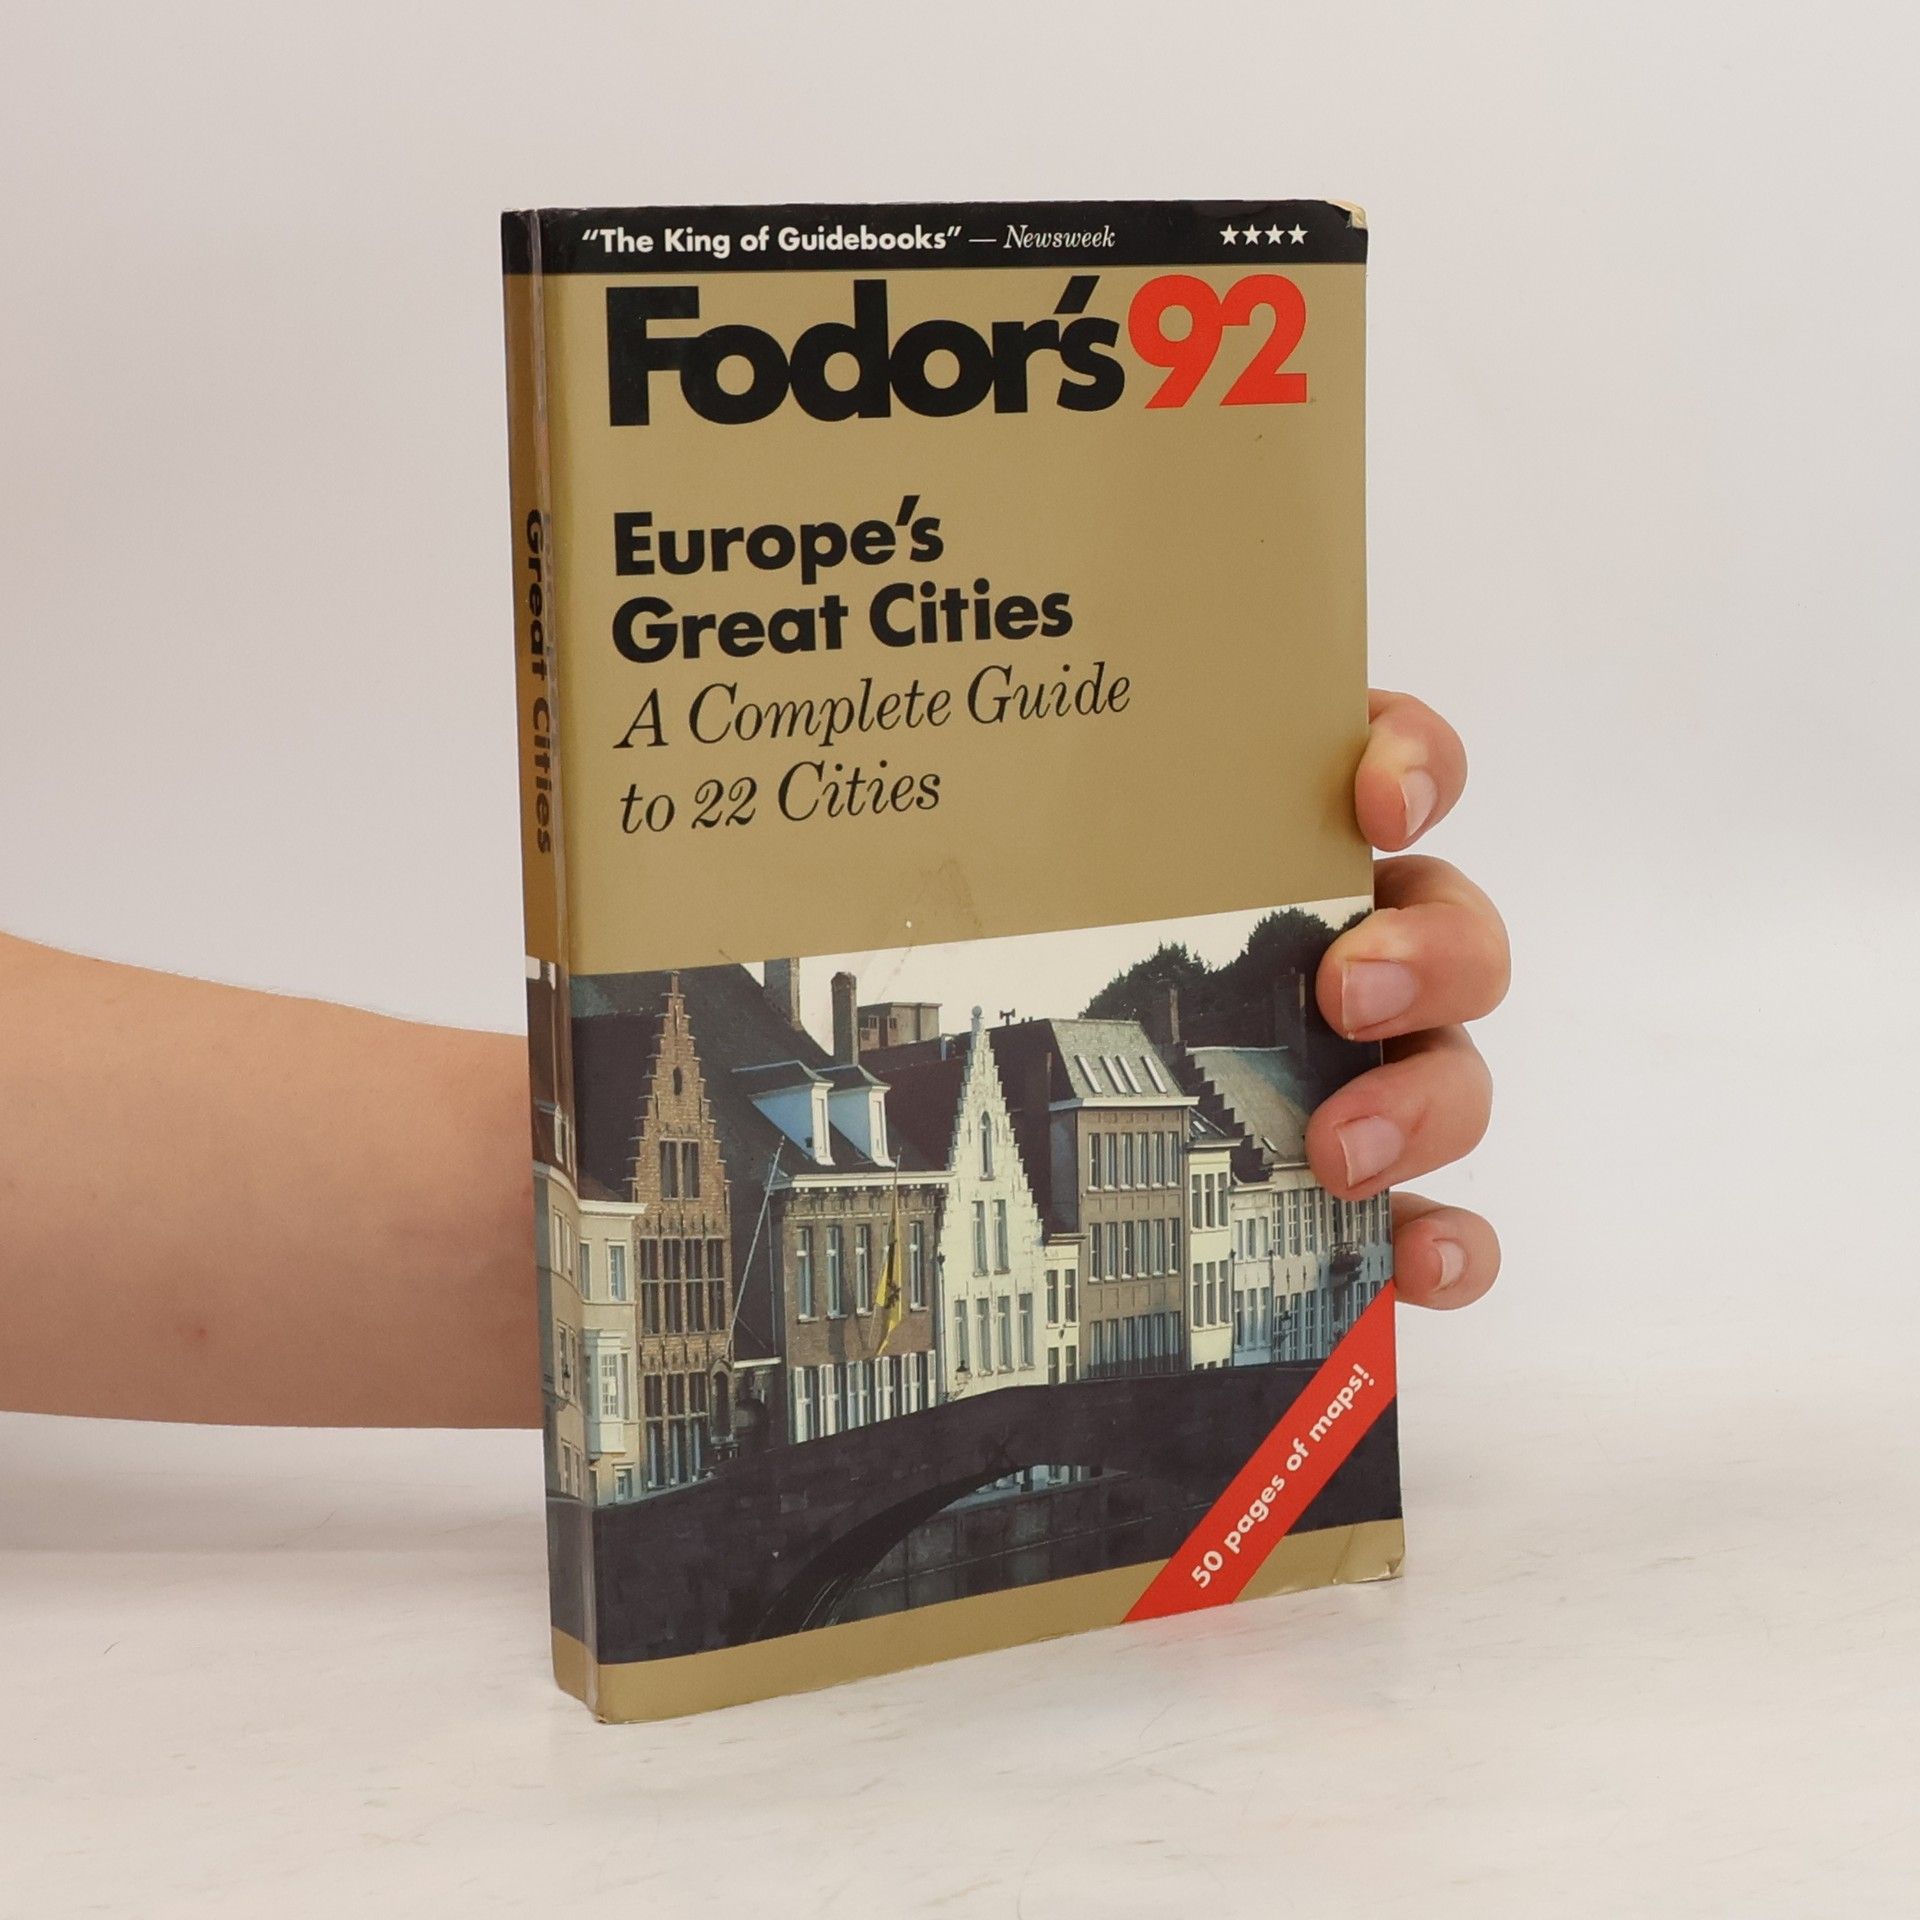 “The King of Guidebooks” — Newsweek ★★★★
Fodor's92
Europe's
Great Cities
A Complete Guide
to 22 Cities
50 pages of maps!
Great Cities